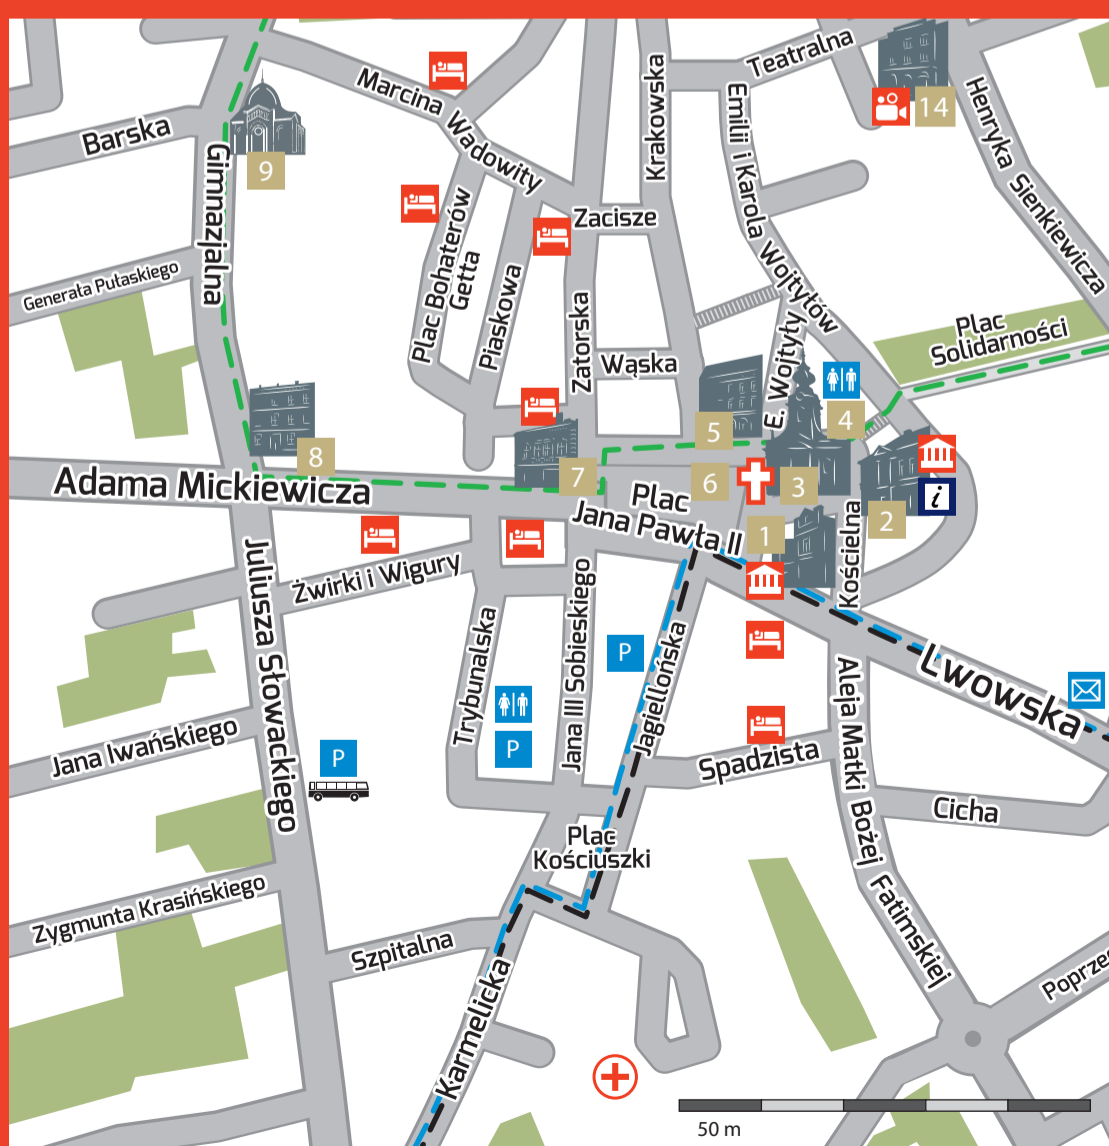 Teatralna
Krakowska
Marcina Wadowity
14
Barska
Emilii i Karola Wojtyłów
Henryka Sienkiewicza
9
Gimnazjalna
Zacisze
Generała Pułaskiego
Plac Bohaterów
Getta
Piaskowa
Zatorska
E. Wojtyły
Plac
Solidarności
Wąska
4
5
8
7
6
3
Adama Mickiewicza
Plac
Jana Pawła II
1
2
i
Kościelna
Żwirki i Wigury
Juliusza Słowackiego
Trybunalska
Jana III Sobieskiego
P
Jagiellońska
Lwowska
Aleja Matki Bożej Fatimskiej
Jana Iwańskiego
P
P
Spadzista
Cicha
Plac
Kościuszki
Zygmunta Krasińskiego
Szpitalna
Karmelicka
50 m